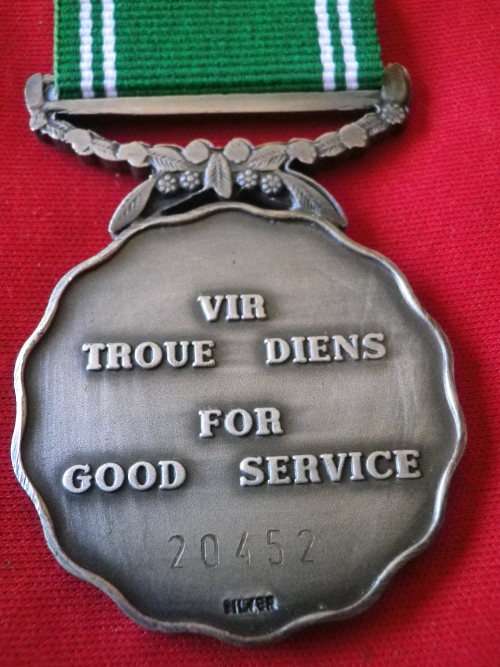 VIR
TROUE DIENS
FOR
GOOD SERVICE
20452
SILVER